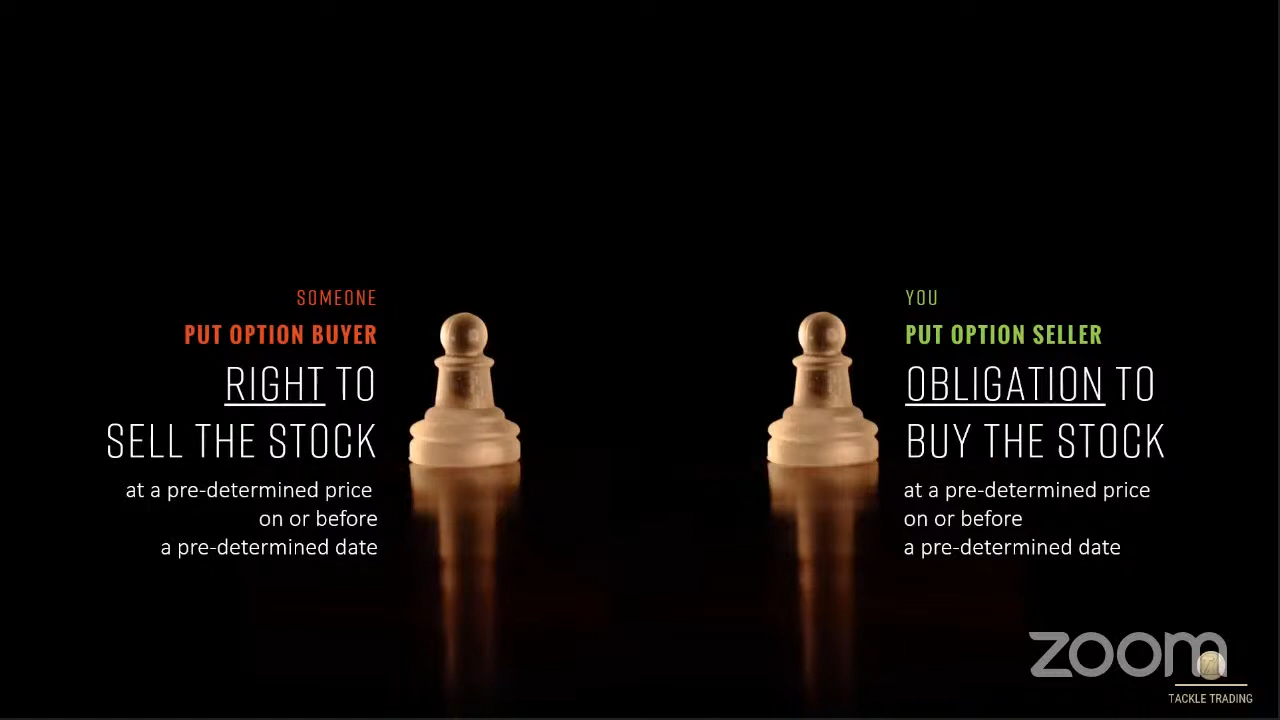 SOMEONE
PUT OPTION BUYER
RIGHT TO
SELL THE STOCK
at a pre-determined price
on or before
a pre-determined date
YOU
PUT OPTION SELLER
OBLIGATION TO
BUY THE STOCK
at a pre-determined price
on or before
a pre-determined date
zoom
TACKLE TRADING